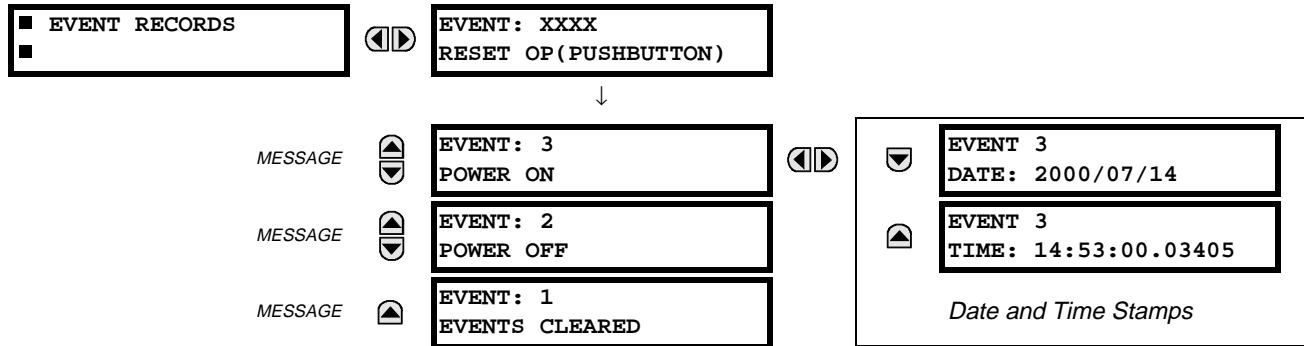 ■ EVENT RECORDS
■
EVENT: XXXX
RESET OP(PUSHBUTTON)
↓
MESSAGE
EVENT: 3
POWER ON
EVENT 3
DATE: 2000/07/14
MESSAGE
EVENT: 2
POWER OFF
EVENT 3
TIME: 14:53:00.03405
MESSAGE
EVENT: 1
EVENTS CLEARED
Date and Time Stamps